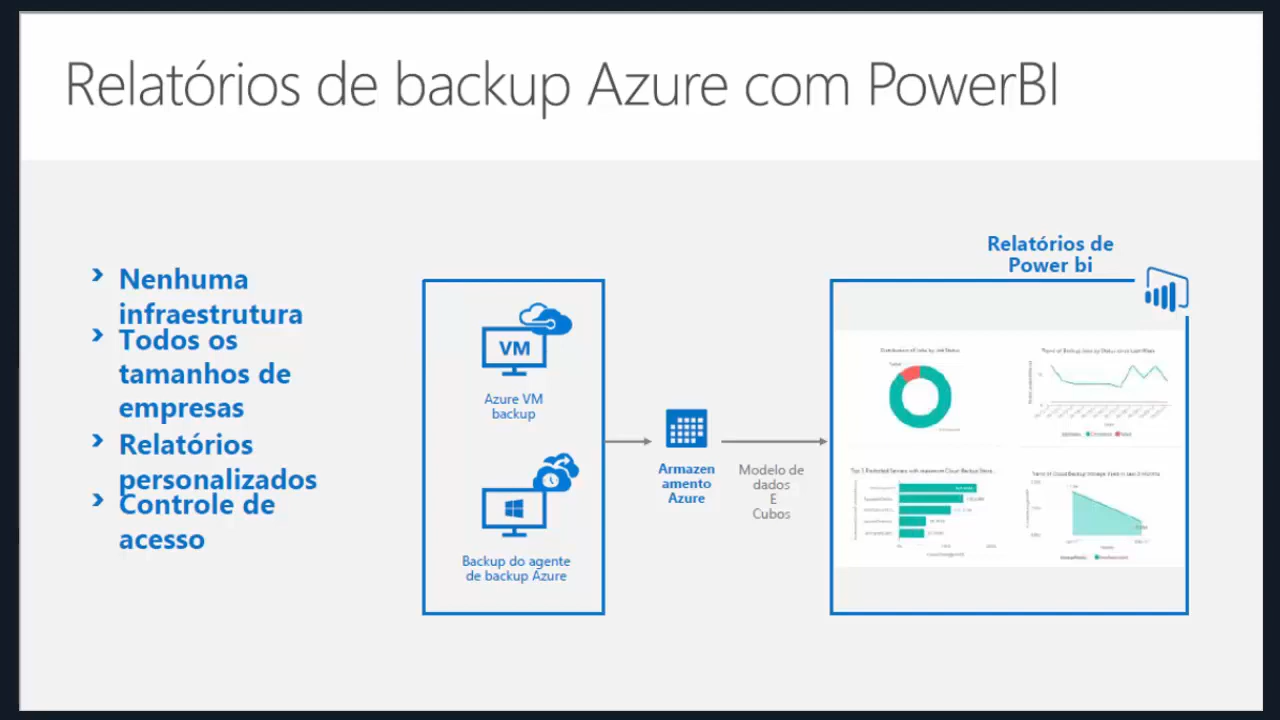 Relatórios de backup Azure com PowerBI
Nenhuma
infraestrutura
Todos os
tamanhos de
empresas
Relatórios
personalizados
Controle de
acesso
VM
Azure VM
backup
Backup do agente
de backup Azure
Armazen
amento
Azure
Modelo de
dados
E
Cubos
Relatórios de
Power bi